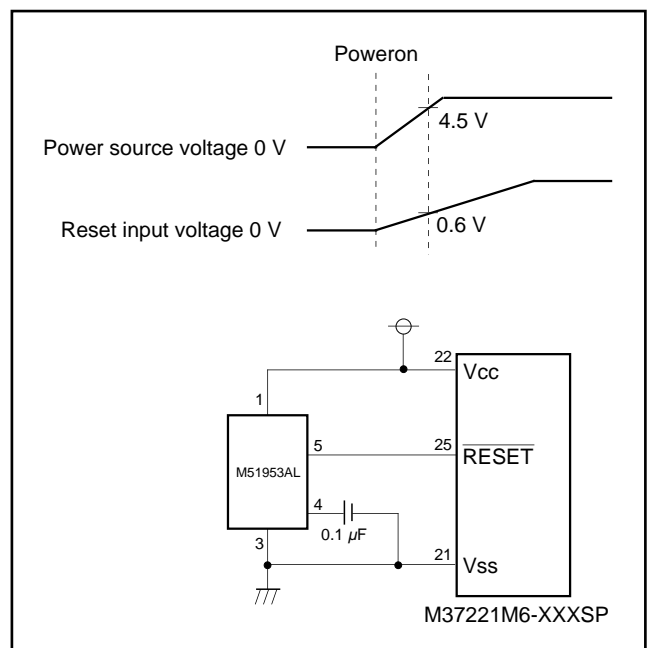 Poweron
4.5 V
Power source voltage 0 V
0.6 V
Reset input voltage 0 V
22
Vcc
1
5
25
RESET
M51953AL
4
0.1 µF
3
21
Vss
M37221M6-XXXSP